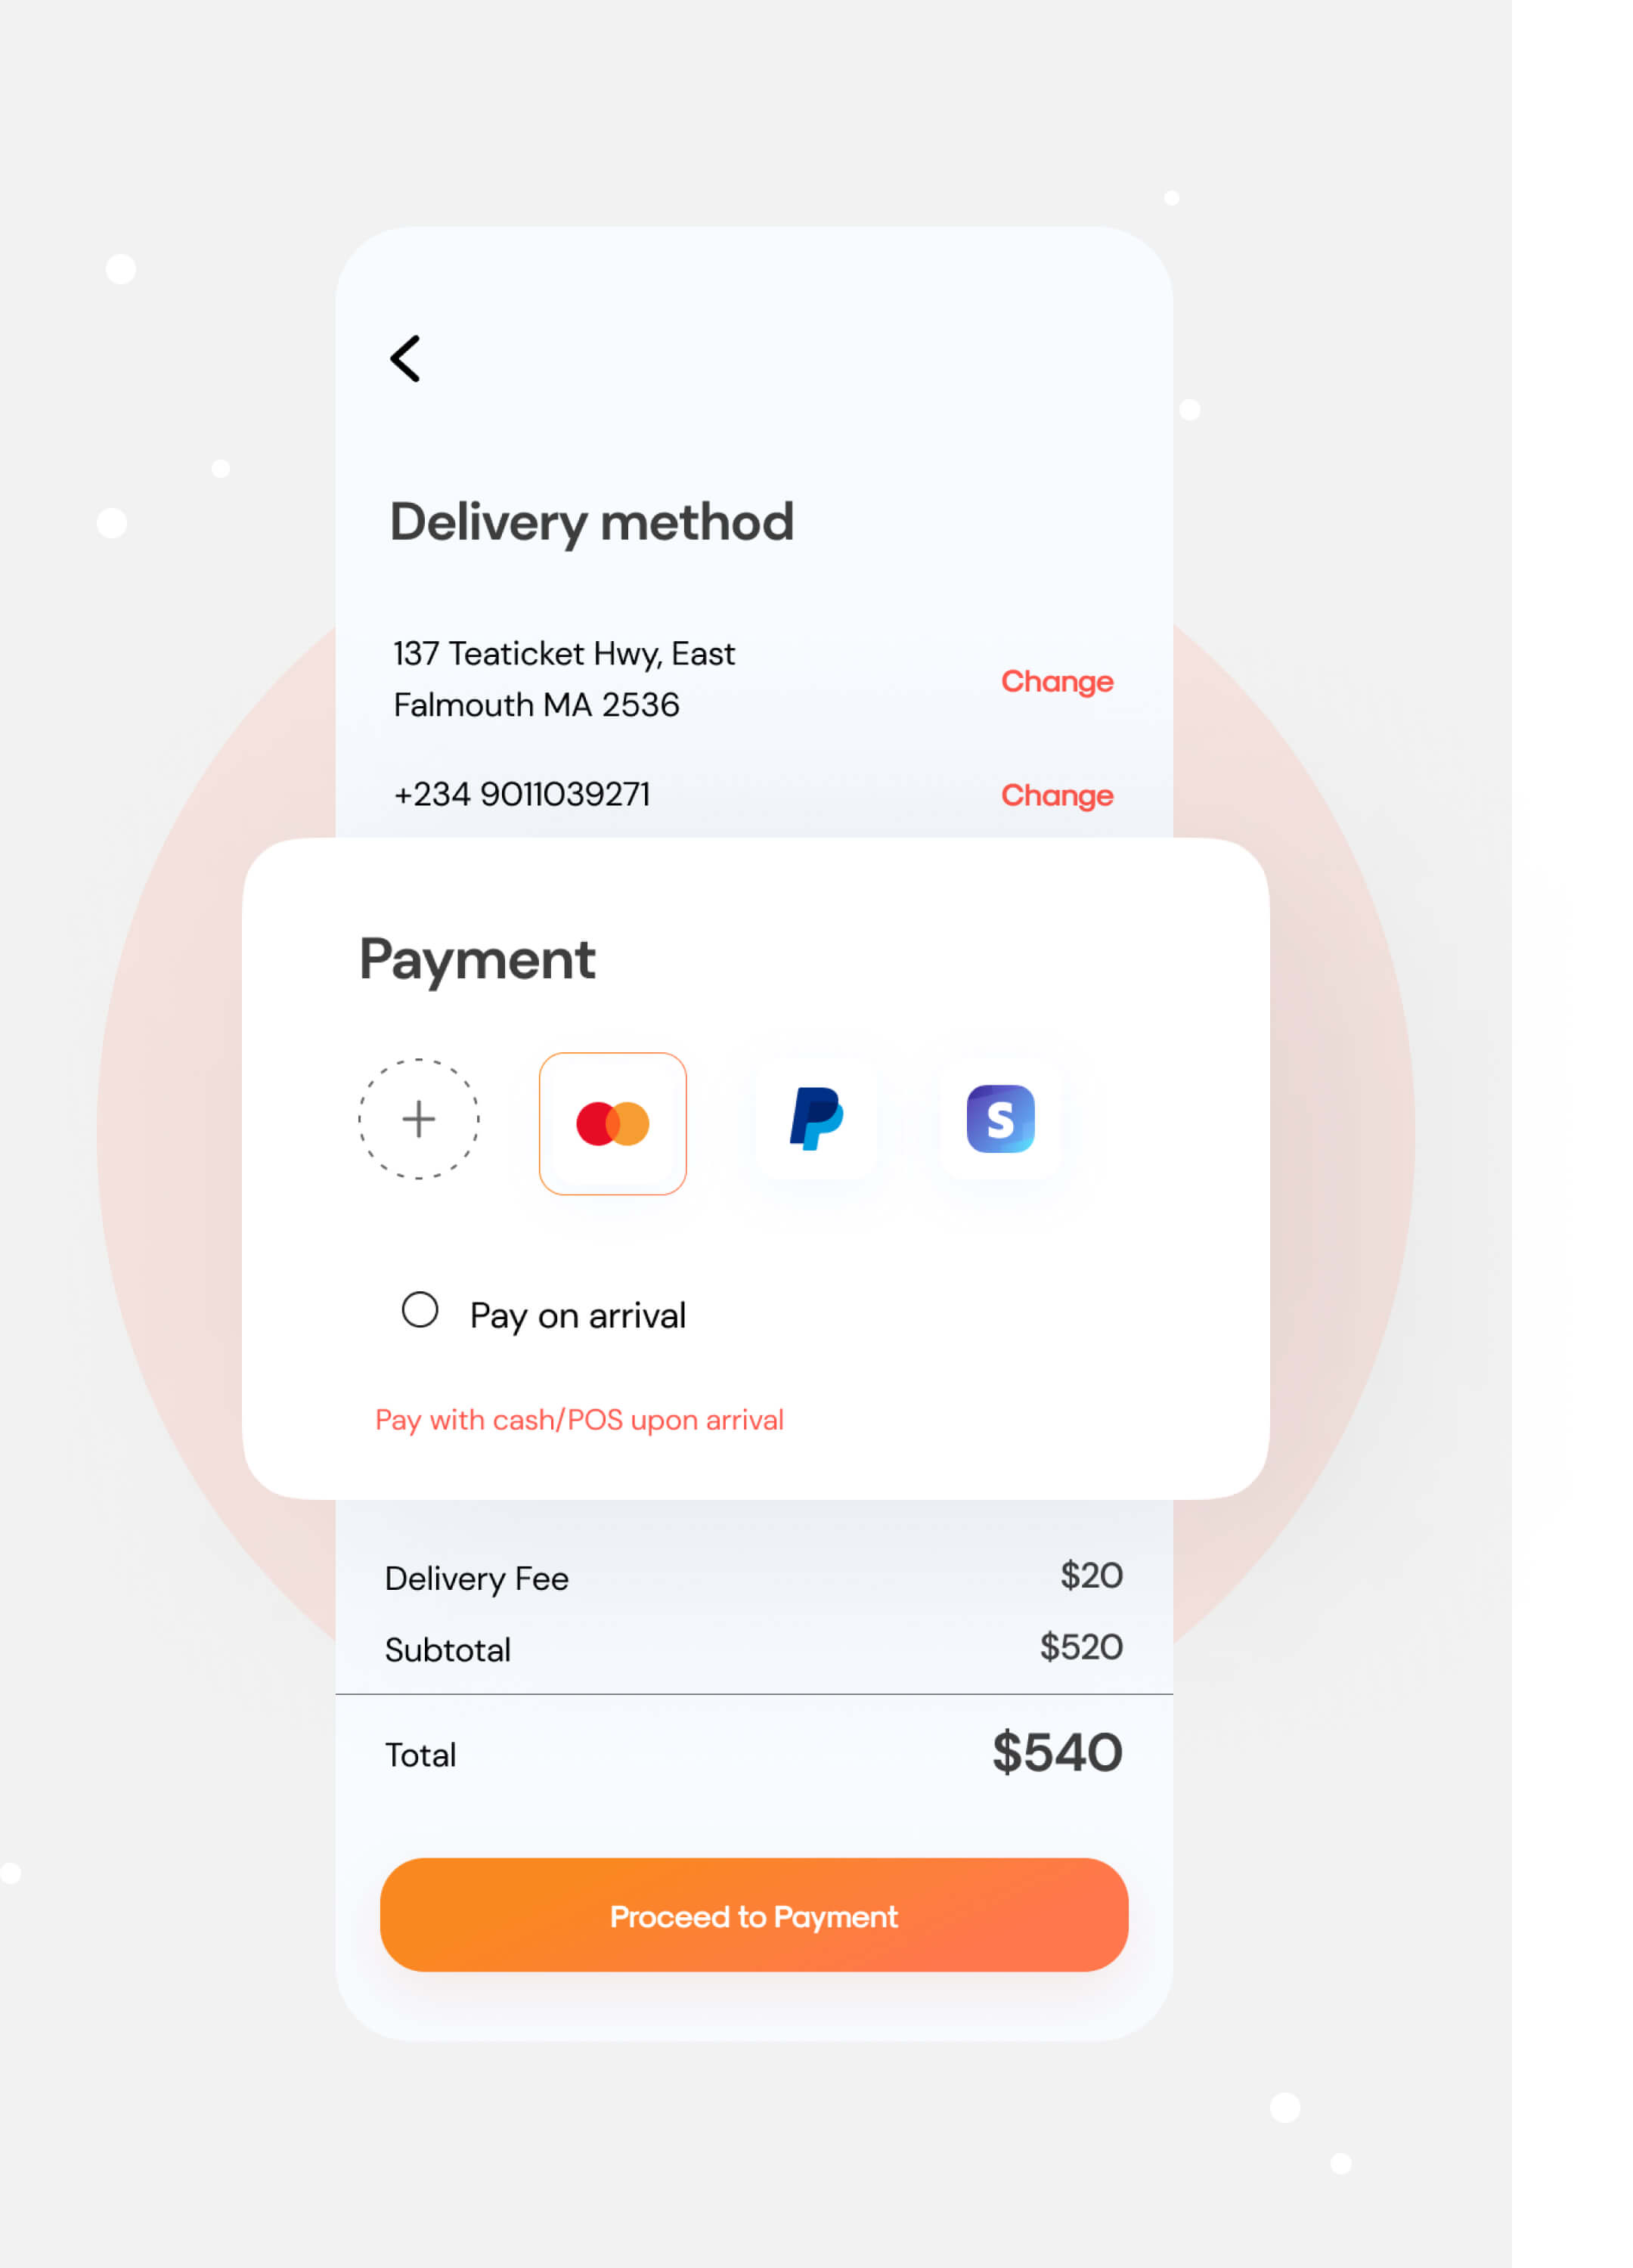 Delivery method
137 Teaticket Hwy, East
Falmouth MA 2536
Change
+234 9011039271
Change
Payment
S
Pay on arrival
Pay with cash/POS upon arrival
Delivery Fee
$20
Subtotal
$520
Total
$540
Proceed to Payment